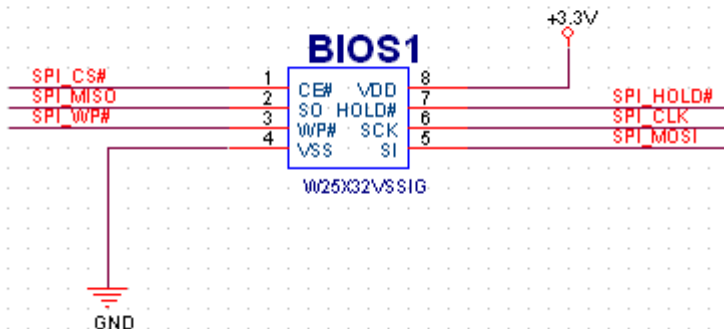 +3.3V
BIOS1
SPI_CS# 1 CE# VDD 8
SPI_MISO 2 SO HOLD# 7 SPI_HOLD#
SPI_WP# 3 WP# SCK 6 SPI_CLK
4 VSS SI 5 SPI_MOSI
W25X32VSSIG
GND